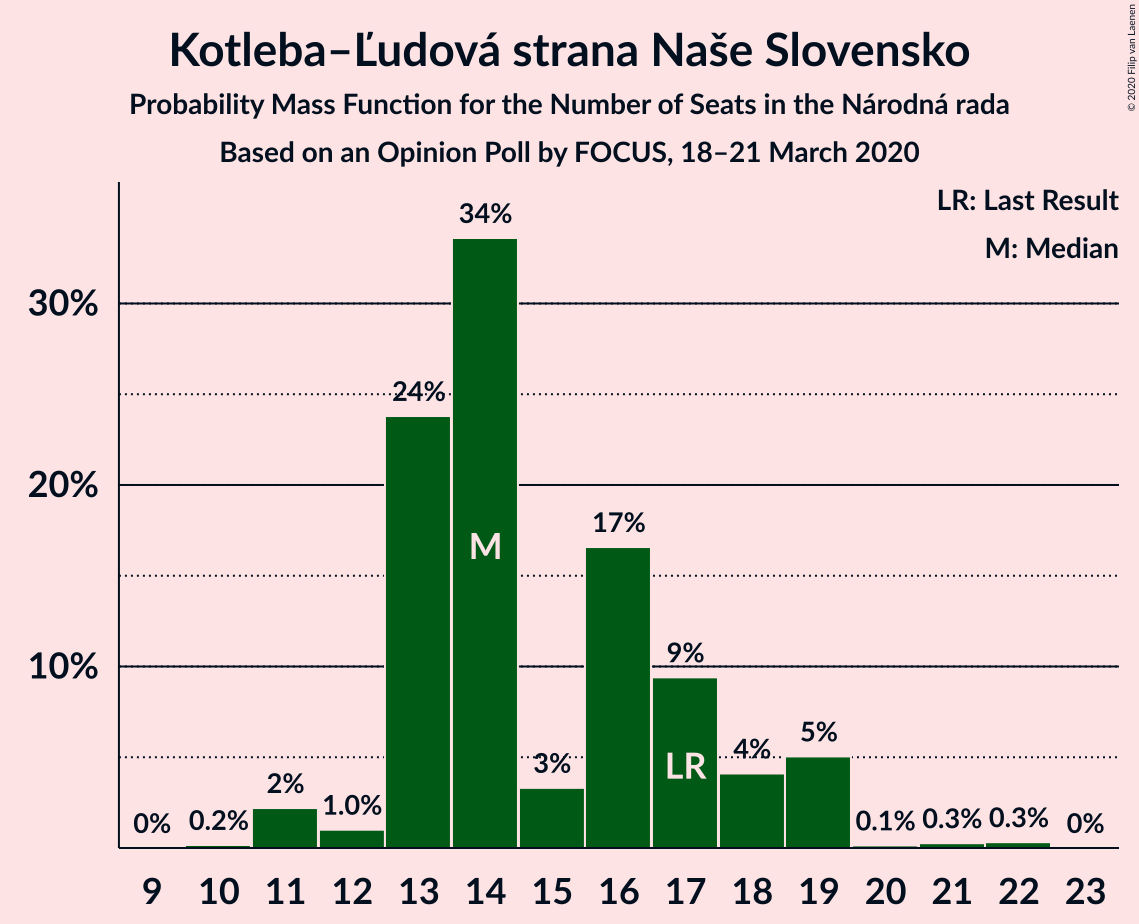 Kotleba–Ľudová strana Naše Slovensko
Probability Mass Function for the Number of Seats in the Národná rada
Based on an Opinion Poll by FOCUS, 18–21 March 2020
© 2020 Filip van Laenen
LR: Last Result
M: Median
30%
20%
10%
0%
0.2%
2%
1.0%
24%
34%
3%
17%
9%
4%
5%
0.1%
0.3%
0.3%
0%
M
LR
9 10 11 12 13 14 15 16 17 18 19 20 21 22 23